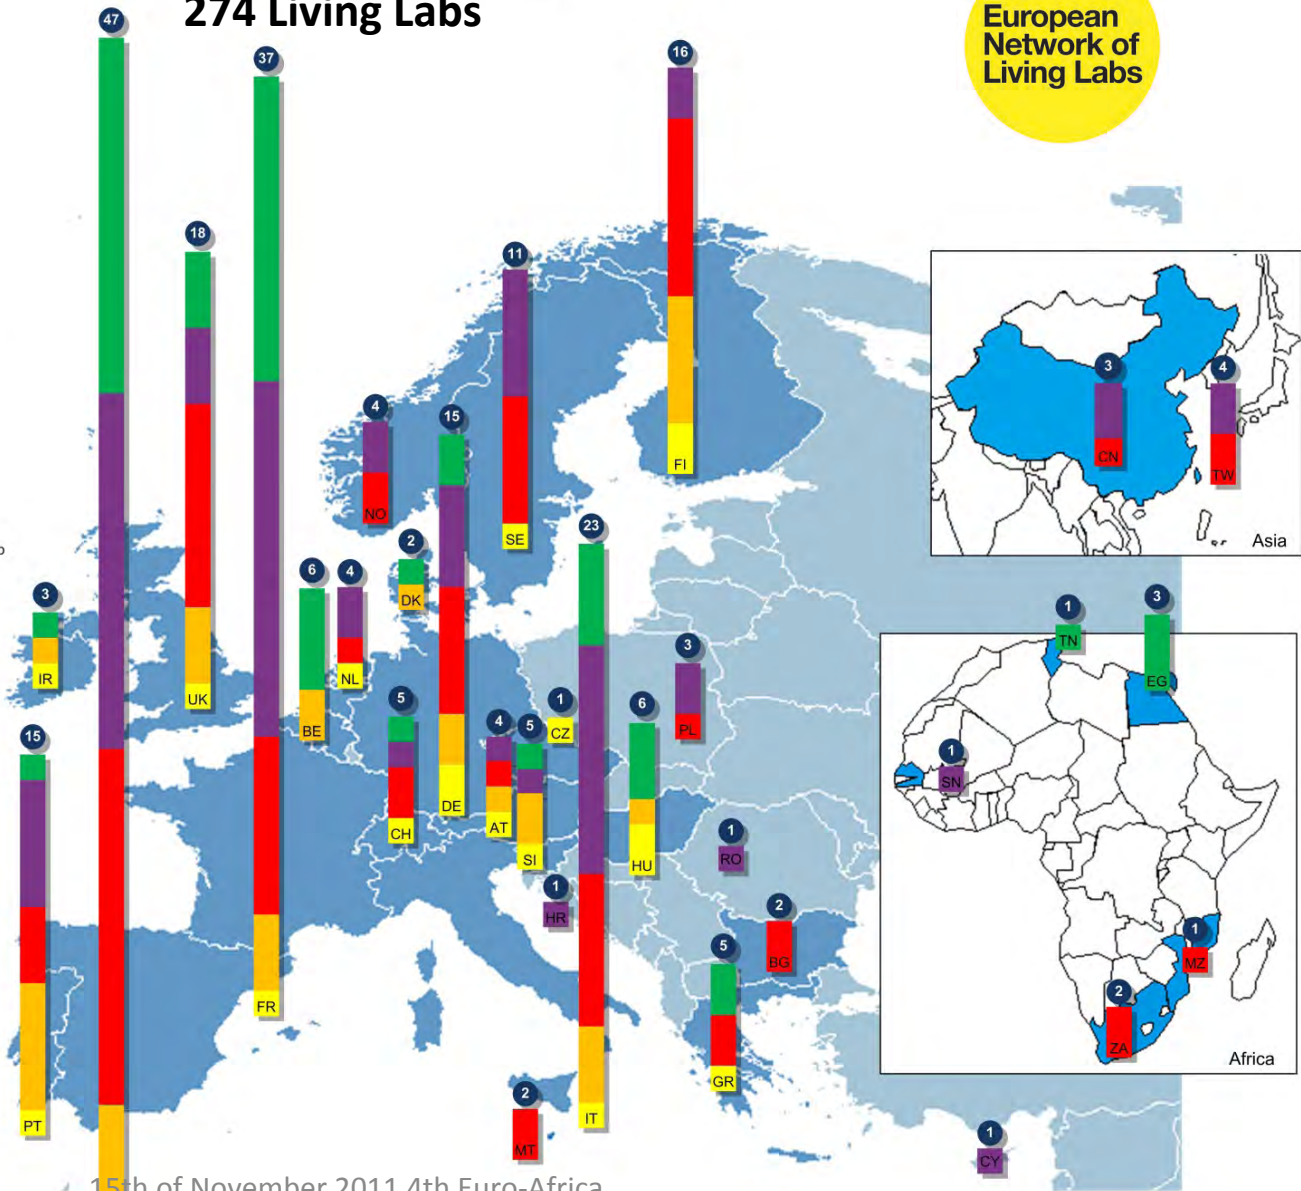 274 Living Labs
European
Network of
Living Labs
47
37
16
18
11
4
15
NO
FI
SE
3
4
CN
TW
Asia
23
2
6
4
DK
3
IR
UK
NL
BE
1
3
TN
EG
15
5
4
5
1
CZ
6
3
PL
DE
CH
AT
SI
HU
1
RO
1
HR
1
SN
2
BG
5
GR
1
MZ
2
ZA
Africa
FR
PT
2
MT
IT
1
CY
15th of November 2011 4th Euro-Africa